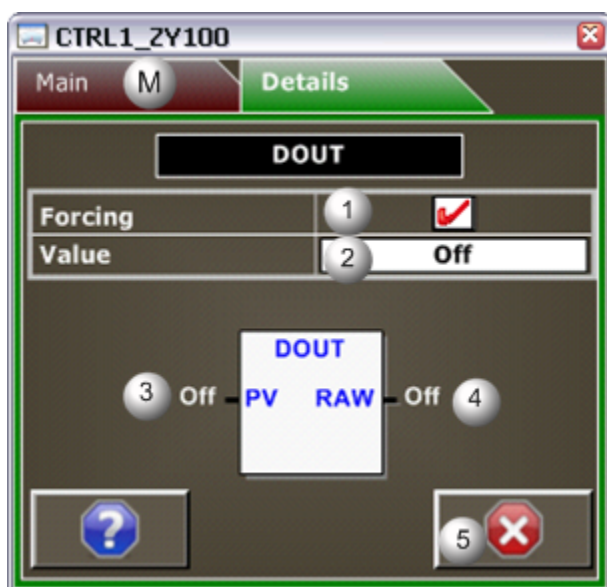 CTRL1_ZY100
Main M Details
DOUT
Forcing 1
Value 2 Off
DOUT
3 Off PV RAW Off 4
? 5